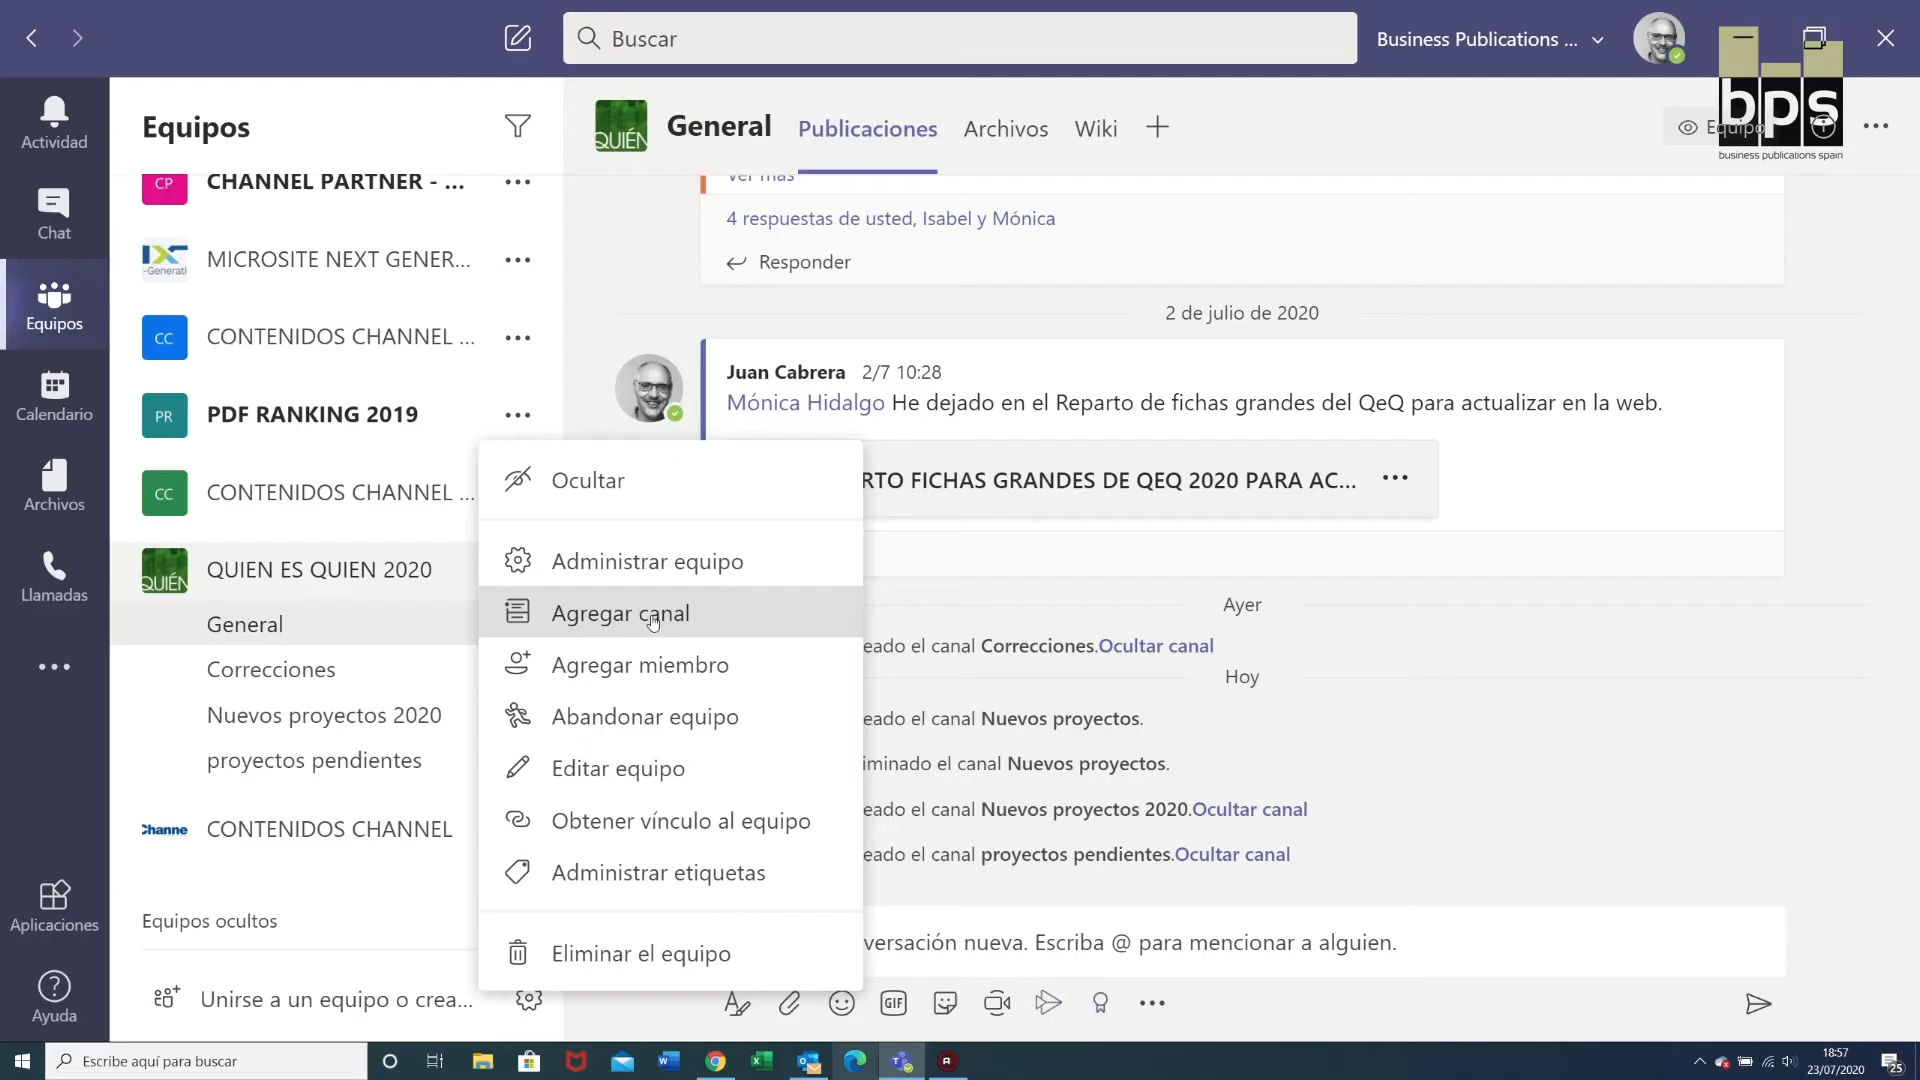 Buscar
Business Publications ...
bps
business publications spain
Actividad
Chat
Equipos
Calendario
Archivos
Llamadas
Aplicaciones
Ayuda
Equipos
CP
CHANNEL PARTNER - ...
-Generati
MICROSITE NEXT GENER...
CC
CONTENIDOS CHANNEL ...
PR
PDF RANKING 2019
CC
CONTENIDOS CHANNEL ...
QUIÉN
QUIEN ES QUIEN 2020
General
Correcciones
Nuevos proyectos 2020
proyectos pendientes
Channe
CONTENIDOS CHANNEL
Equipos ocultos
Unirse a un equipo o crea...
Ocultar
Administrar equipo
Agregar canal
Agregar miembro
Abandonar equipo
Editar equipo
Obtener vínculo al equipo
Administrar etiquetas
Eliminar el equipo
QUIÉN
General
Publicaciones
Archivos
Wiki
Equipo
Ver más
4 respuestas de usted, Isabel y Mónica
Responder
2 de julio de 2020
Juan Cabrera 2/7 10:28
Mónica Hidalgo He dejado en el Reparto de fichas grandes del QeQ para actualizar en la web.
RTO FICHAS GRANDES DE QEQ 2020 PARA AC...
Ayer
eado el canal Correcciones.Ocultar canal
Hoy
eado el canal Nuevos proyectos.
iminado el canal Nuevos proyectos.
eado el canal Nuevos proyectos 2020.Ocultar canal
eado el canal proyectos pendientes.Ocultar canal
versación nueva. Escriba @ para mencionar a alguien.
GIF
Escribe aquí para buscar
18:57
23/07/2020
25